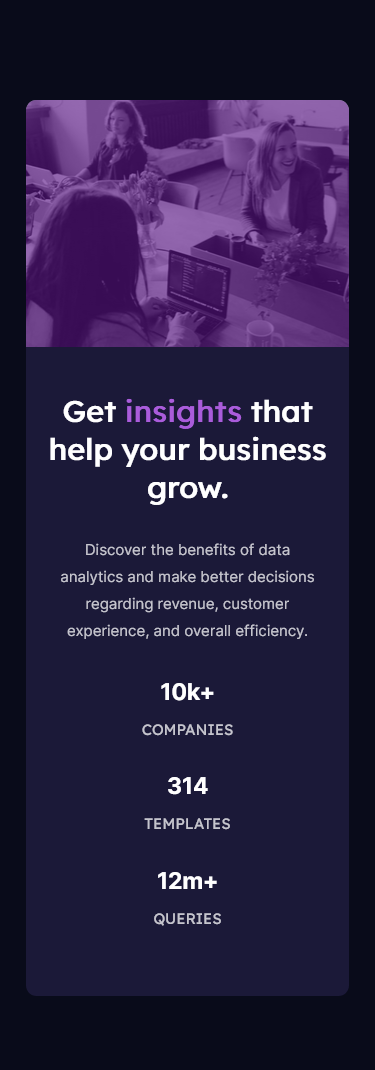 Get insights that
help your business
grow.
Discover the benefits of data
analytics and make better decisions
regarding revenue, customer
experience, and overall efficiency.
10k+
COMPANIES
314
TEMPLATES
12m+
QUERIES